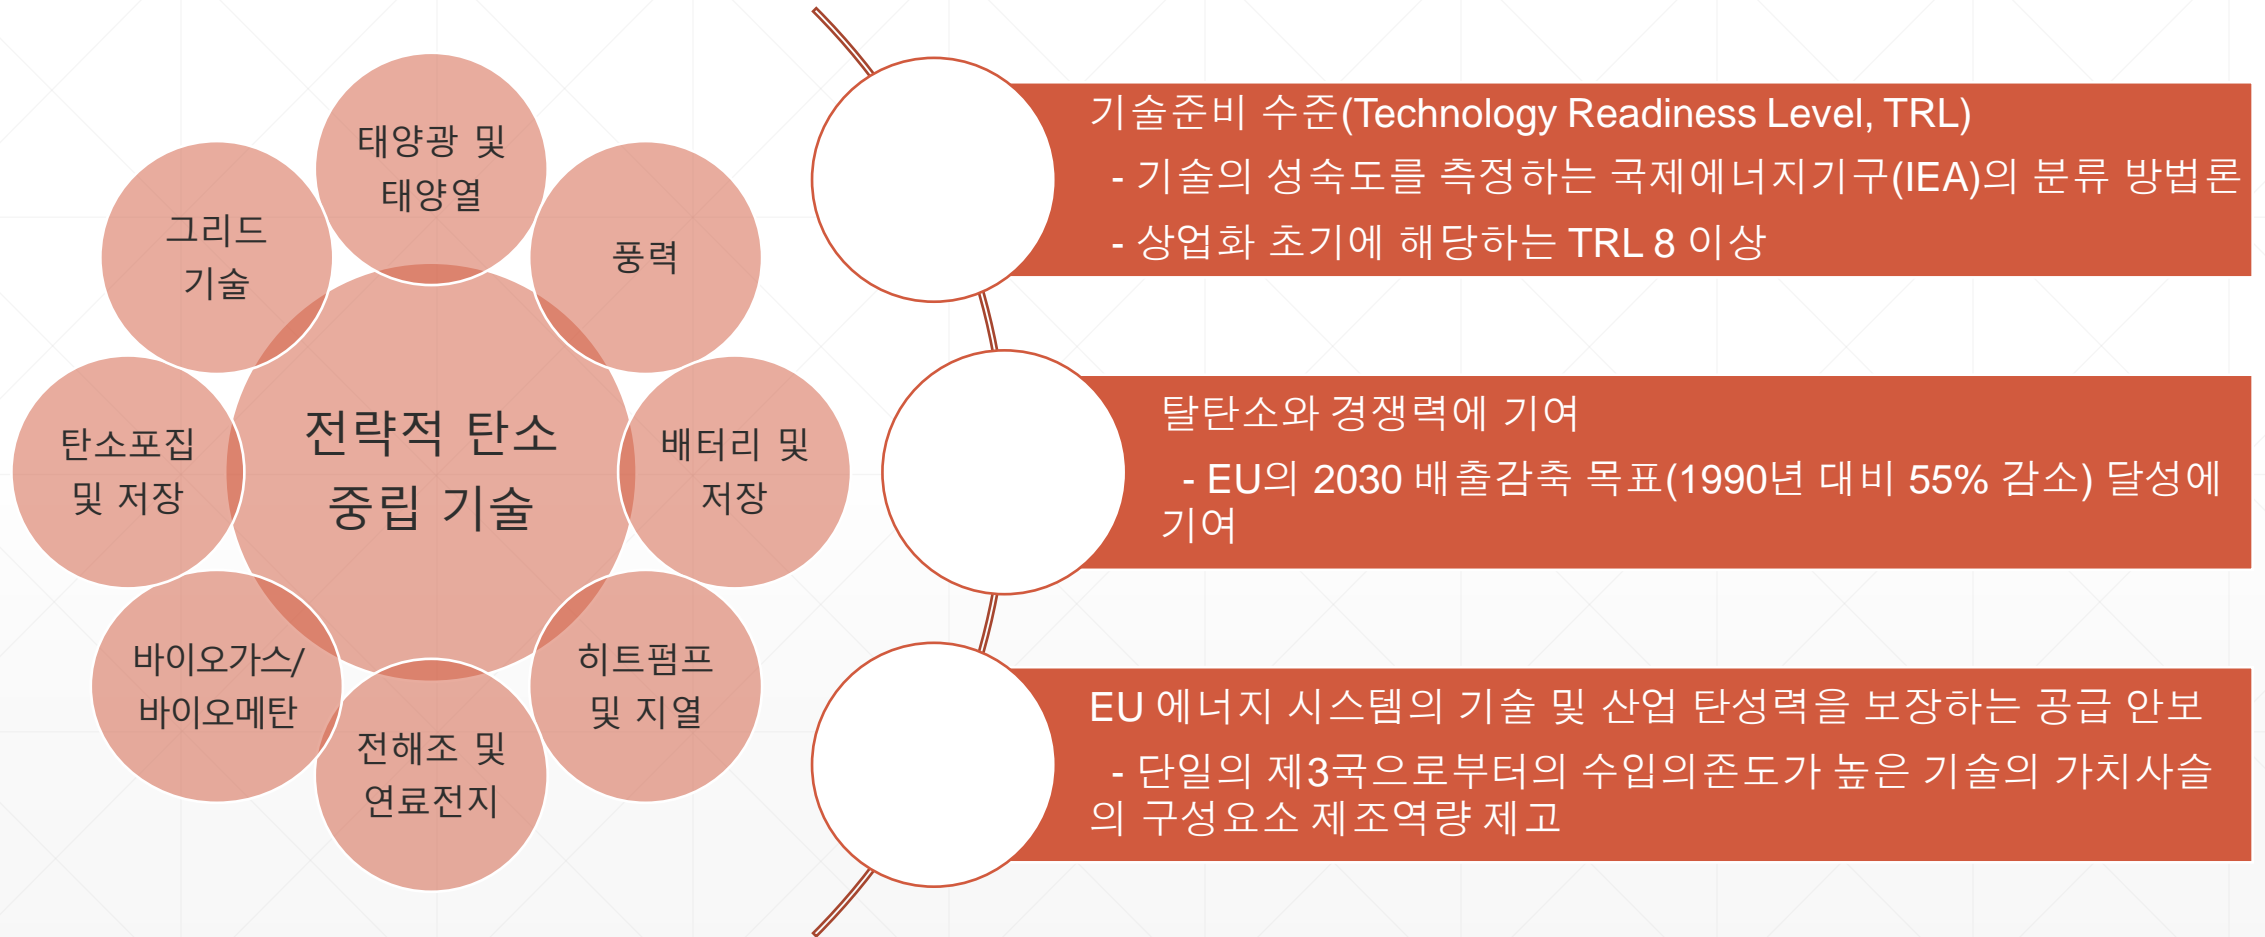 태양광 및
태양열
풍력
배터리 및
저장
히트펌프
및 지열
전해조 및
연료전지
바이오가스/
바이오메탄
탄소포집
및 저장
그리드
기술
전략적 탄소
중립 기술
기술준비 수준(Technology Readiness Level, TRL)
- 기술의 성숙도를 측정하는 국제에너지기구(IEA)의 분류 방법론
- 상업화 초기에 해당하는 TRL 8 이상
탈탄소와 경쟁력에 기여
- EU의 2030 배출감축 목표(1990년 대비 55% 감소) 달성에
기여
EU 에너지 시스템의 기술 및 산업 탄성력을 보장하는 공급 안보
- 단일의 제3국으로부터의 수입의존도가 높은 기술의 가치사슬
의 구성요소 제조역량 제고